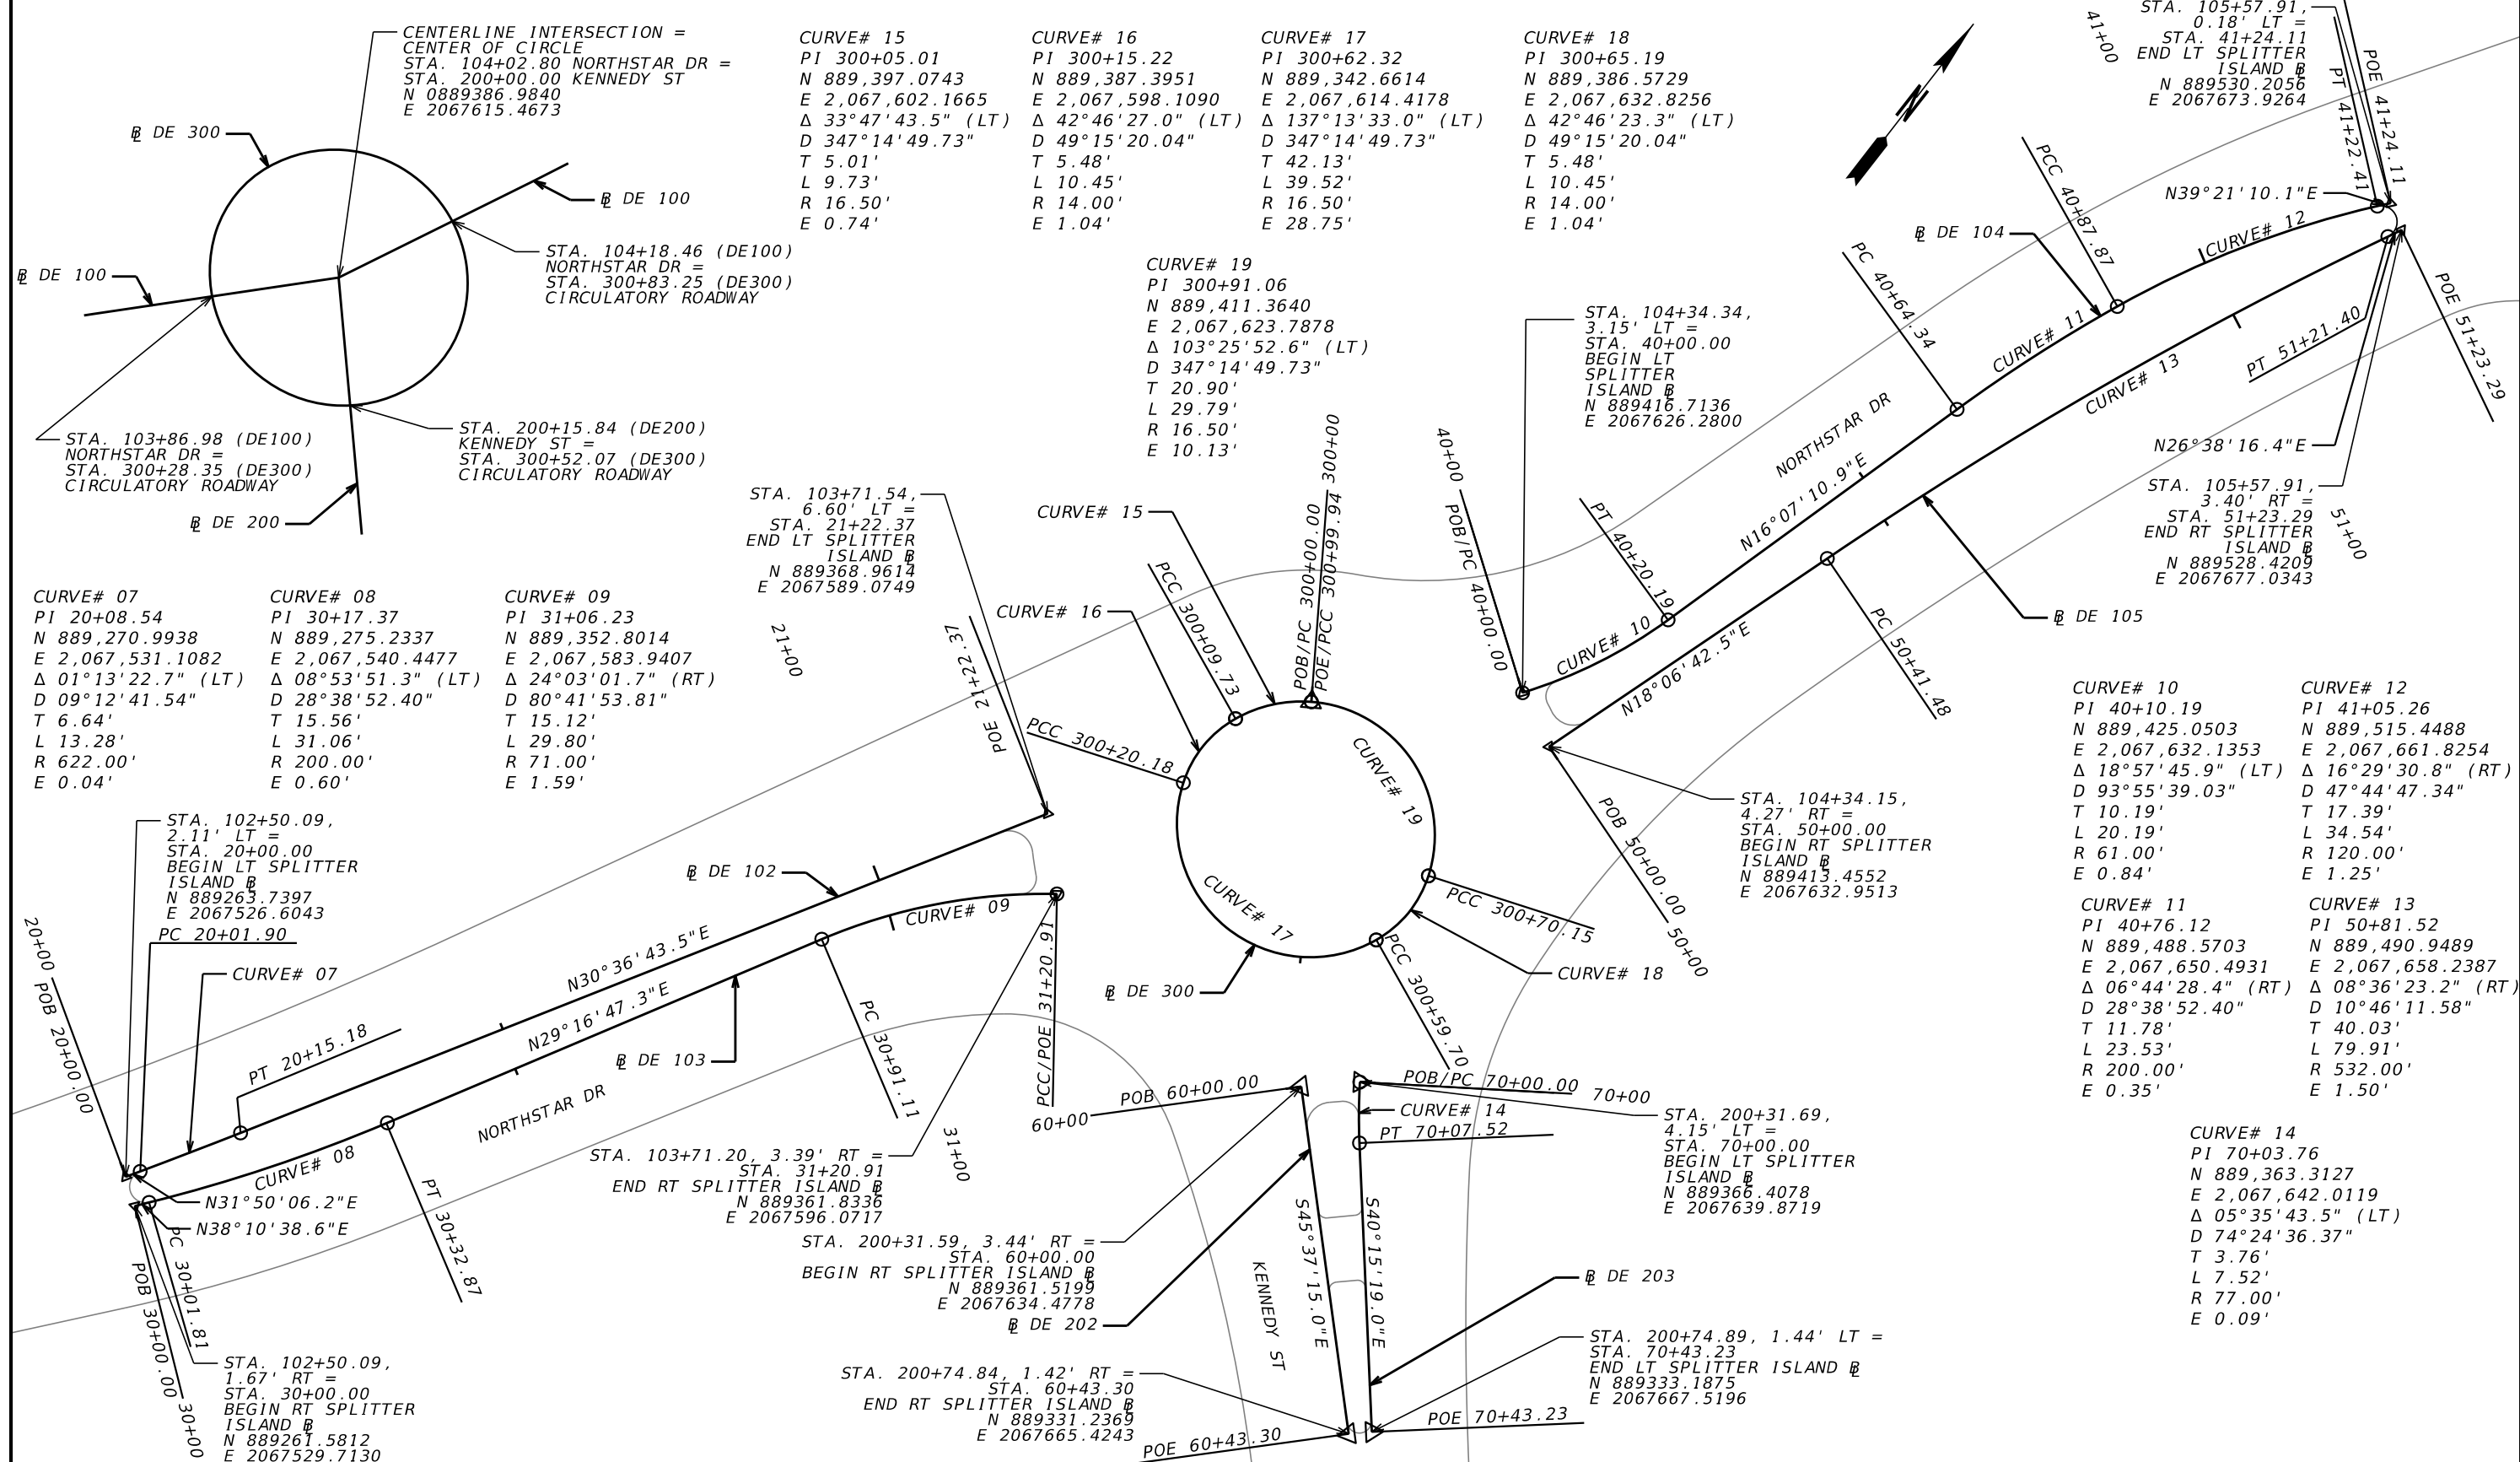 CENTERLINE INTERSECTION =
CENTER OF CIRCLE
STA. 104+02.80 NORTHSTAR DR =
STA. 200+00.00 KENNEDY ST
N 0889386.9840
E 2067615.4673
BL DE 300
BL DE 100
STA. 104+18.46 (DE100)
NORTHSTAR DR =
STA. 300+83.25 (DE300)
CIRCULATORY ROADWAY
BL DE 100
STA. 103+86.98 (DE100)
NORTHSTAR DR =
STA. 300+28.35 (DE300)
CIRCULATORY ROADWAY
STA. 200+15.84 (DE200)
KENNEDY ST =
STA. 300+52.07 (DE300)
CIRCULATORY ROADWAY
BL DE 200
CURVE# 15
PI 300+05.01
N 889,397.0743
E 2,067,602.1665
Δ 33°47'43.5" (LT)
D 347°14'49.73"
T 5.01'
L 9.73'
R 16.50'
E 0.74'
CURVE# 16
PI 300+15.22
N 889,387.3951
E 2,067,598.1090
Δ 42°46'27.0" (LT)
D 49°15'20.04"
T 5.48'
L 10.45'
R 14.00'
E 1.04'
CURVE# 17
PI 300+62.32
N 889,342.6614
E 2,067,614.4178
Δ 137°13'33.0" (LT)
D 347°14'49.73"
T 42.13'
L 39.52'
R 16.50'
E 28.75'
CURVE# 18
PI 300+65.19
N 889,386.5729
E 2,067,632.8256
Δ 42°46'23.3" (LT)
D 49°15'20.04"
T 5.48'
L 10.45'
R 14.00'
E 1.04'
CURVE# 19
PI 300+91.06
N 889,411.3640
E 2,067,623.7878
Δ 103°25'52.6" (LT)
D 347°14'49.73"
T 20.90'
L 29.79'
R 16.50'
E 10.13'
N
41+00
STA. 105+57.91,
0.18' LT =
STA. 41+24.11
END LT SPLITTER
ISLAND BL
N 889530.2056
E 2067673.9264
PT 41+22.41
POE 41+24.11
N39°21'10.1"E
CURVE# 12
BL DE 104
PCC 40+87.87
PC 40+64.34
CURVE# 11
CURVE# 13
PT 51+21.40
POE 51+23.29
N26°38'16.4"E
STA. 105+57.91,
3.40' RT =
STA. 51+23.29
END RT SPLITTER
ISLAND BL
N 889528.4209
E 2067677.0343
51+00
STA. 104+34.34,
3.15' LT =
STA. 40+00.00
BEGIN LT
SPLITTER
ISLAND BL
N 889416.7136
E 2067626.2800
NORTHSTAR DR
N16°07'10.9"E
PT 40+20.19
40+00
POB/PC 40+00.00
CURVE# 10
N18°06'42.5"E
PC 50+41.48
BL DE 105
STA. 104+34.15,
4.27' RT =
STA. 50+00.00
BEGIN RT SPLITTER
ISLAND BL
N 889413.4552
E 2067632.9513
POB 50+00.00
50+00
CURVE# 07
PI 20+08.54
N 889,270.9938
E 2,067,531.1082
Δ 01°13'22.7" (LT)
D 09°12'41.54"
T 6.64'
L 13.28'
R 622.00'
E 0.04'
CURVE# 08
PI 30+17.37
N 889,275.2337
E 2,067,540.4477
Δ 08°53'51.3" (LT)
D 28°38'52.40"
T 15.56'
L 31.06'
R 200.00'
E 0.60'
CURVE# 09
PI 31+06.23
N 889,352.8014
E 2,067,583.9407
Δ 24°03'01.7" (RT)
D 80°41'53.81"
T 15.12'
L 29.80'
R 71.00'
E 1.59'
STA. 103+71.54,
6.60' LT =
STA. 21+22.37
END LT SPLITTER
ISLAND BL
N 889368.9614
E 2067589.0749
21+00
POE 21+22.37
CURVE# 15
CURVE# 16
PCC 300+09.73
PCC 300+20.18
POB/PC 300+00.00
POE/PCC 300+99.94
300+00
CURVE# 19
CURVE# 17
PCC 300+70.15
CURVE# 18
PCC 300+59.70
BL DE 300
STA. 102+50.09,
2.11' LT =
STA. 20+00.00
BEGIN LT SPLITTER
ISLAND BL
N 889263.7397
E 2067526.6043
PC 20+01.90
CURVE# 07
20+00
POB 20+00.00
PT 20+15.18
BL DE 102
N30°36'43.5"E
N29°16'47.3"E
CURVE# 09
BL DE 103
PC 30+91.11
PCC/POE 31+20.91
31+00
NORTHSTAR DR
CURVE# 08
N31°50'06.2"E
N38°10'38.6"E
PT 30+32.87
PC 30+01.81
POB 30+00.00
30+00
STA. 102+50.09,
1.67' RT =
STA. 30+00.00
BEGIN RT SPLITTER
ISLAND BL
N 889261.5812
E 2067529.7130
STA. 103+71.20, 3.39' RT =
STA. 31+20.91
END RT SPLITTER ISLAND BL
N 889361.8336
E 2067596.0717
STA. 200+31.59, 3.44' RT =
STA. 60+00.00
BEGIN RT SPLITTER ISLAND BL
N 889361.5199
E 2067634.4778
BL DE 202
POB 60+00.00
60+00
POB/PC 70+00.00
70+00
CURVE# 14
PT 70+07.52
STA. 200+31.69,
4.15' LT =
STA. 70+00.00
BEGIN LT SPLITTER
ISLAND BL
N 889366.4078
E 2067639.8719
S45°37'15.0"E
S40°15'19.0"E
KENNEDY ST
BL DE 203
STA. 200+74.84, 1.42' RT =
STA. 60+43.30
END RT SPLITTER ISLAND BL
N 889331.2369
E 2067665.4243
POE 60+43.30
STA. 200+74.89, 1.44' LT =
STA. 70+43.23
END LT SPLITTER ISLAND BL
N 889333.1875
E 2067667.5196
POE 70+43.23
CURVE# 10
PI 40+10.19
N 889,425.0503
E 2,067,632.1353
Δ 18°57'45.9" (LT)
D 93°55'39.03"
T 10.19'
L 20.19'
R 61.00'
E 0.84'
CURVE# 12
PI 41+05.26
N 889,515.4488
E 2,067,661.8254
Δ 16°29'30.8" (RT)
D 47°44'47.34"
T 17.39'
L 34.54'
R 120.00'
E 1.25'
CURVE# 11
PI 40+76.12
N 889,488.5703
E 2,067,650.4931
Δ 06°44'28.4" (RT)
D 28°38'52.40"
T 11.78'
L 23.53'
R 200.00'
E 0.35'
CURVE# 13
PI 50+81.52
N 889,490.9489
E 2,067,658.2387
Δ 08°36'23.2" (RT)
D 10°46'11.58"
T 40.03'
L 79.91'
R 532.00'
E 1.50'
CURVE# 14
PI 70+03.76
N 889,363.3127
E 2,067,642.0119
Δ 05°35'43.5" (LT)
D 74°24'36.37"
T 3.76'
L 7.52'
R 77.00'
E 0.09'